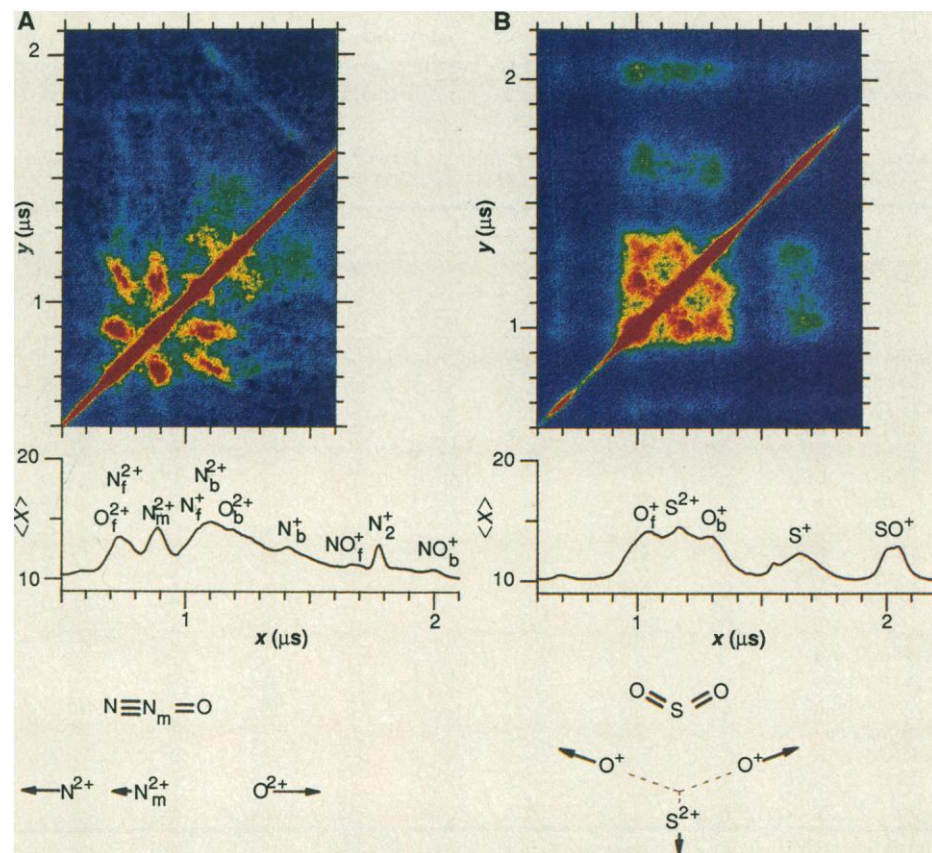 A
2
y (μs)
1
20
<X>
10
O_f^2+ N_f^2+ N_m^2+ N_f^+ N_b^2+ O_b^2+ N_b^+ NO_f^+ N_2^+ NO_b^+
1 2
x (μs)
N≡N_m=O
N^2+ N_m^2+ O^2+
B
2
y (μs)
1
20
<X>
10
O_f^+ S^2+ O_b^+ S^+ SO^+
1 2
x (μs)
O S O
O^+ O^+
S^2+